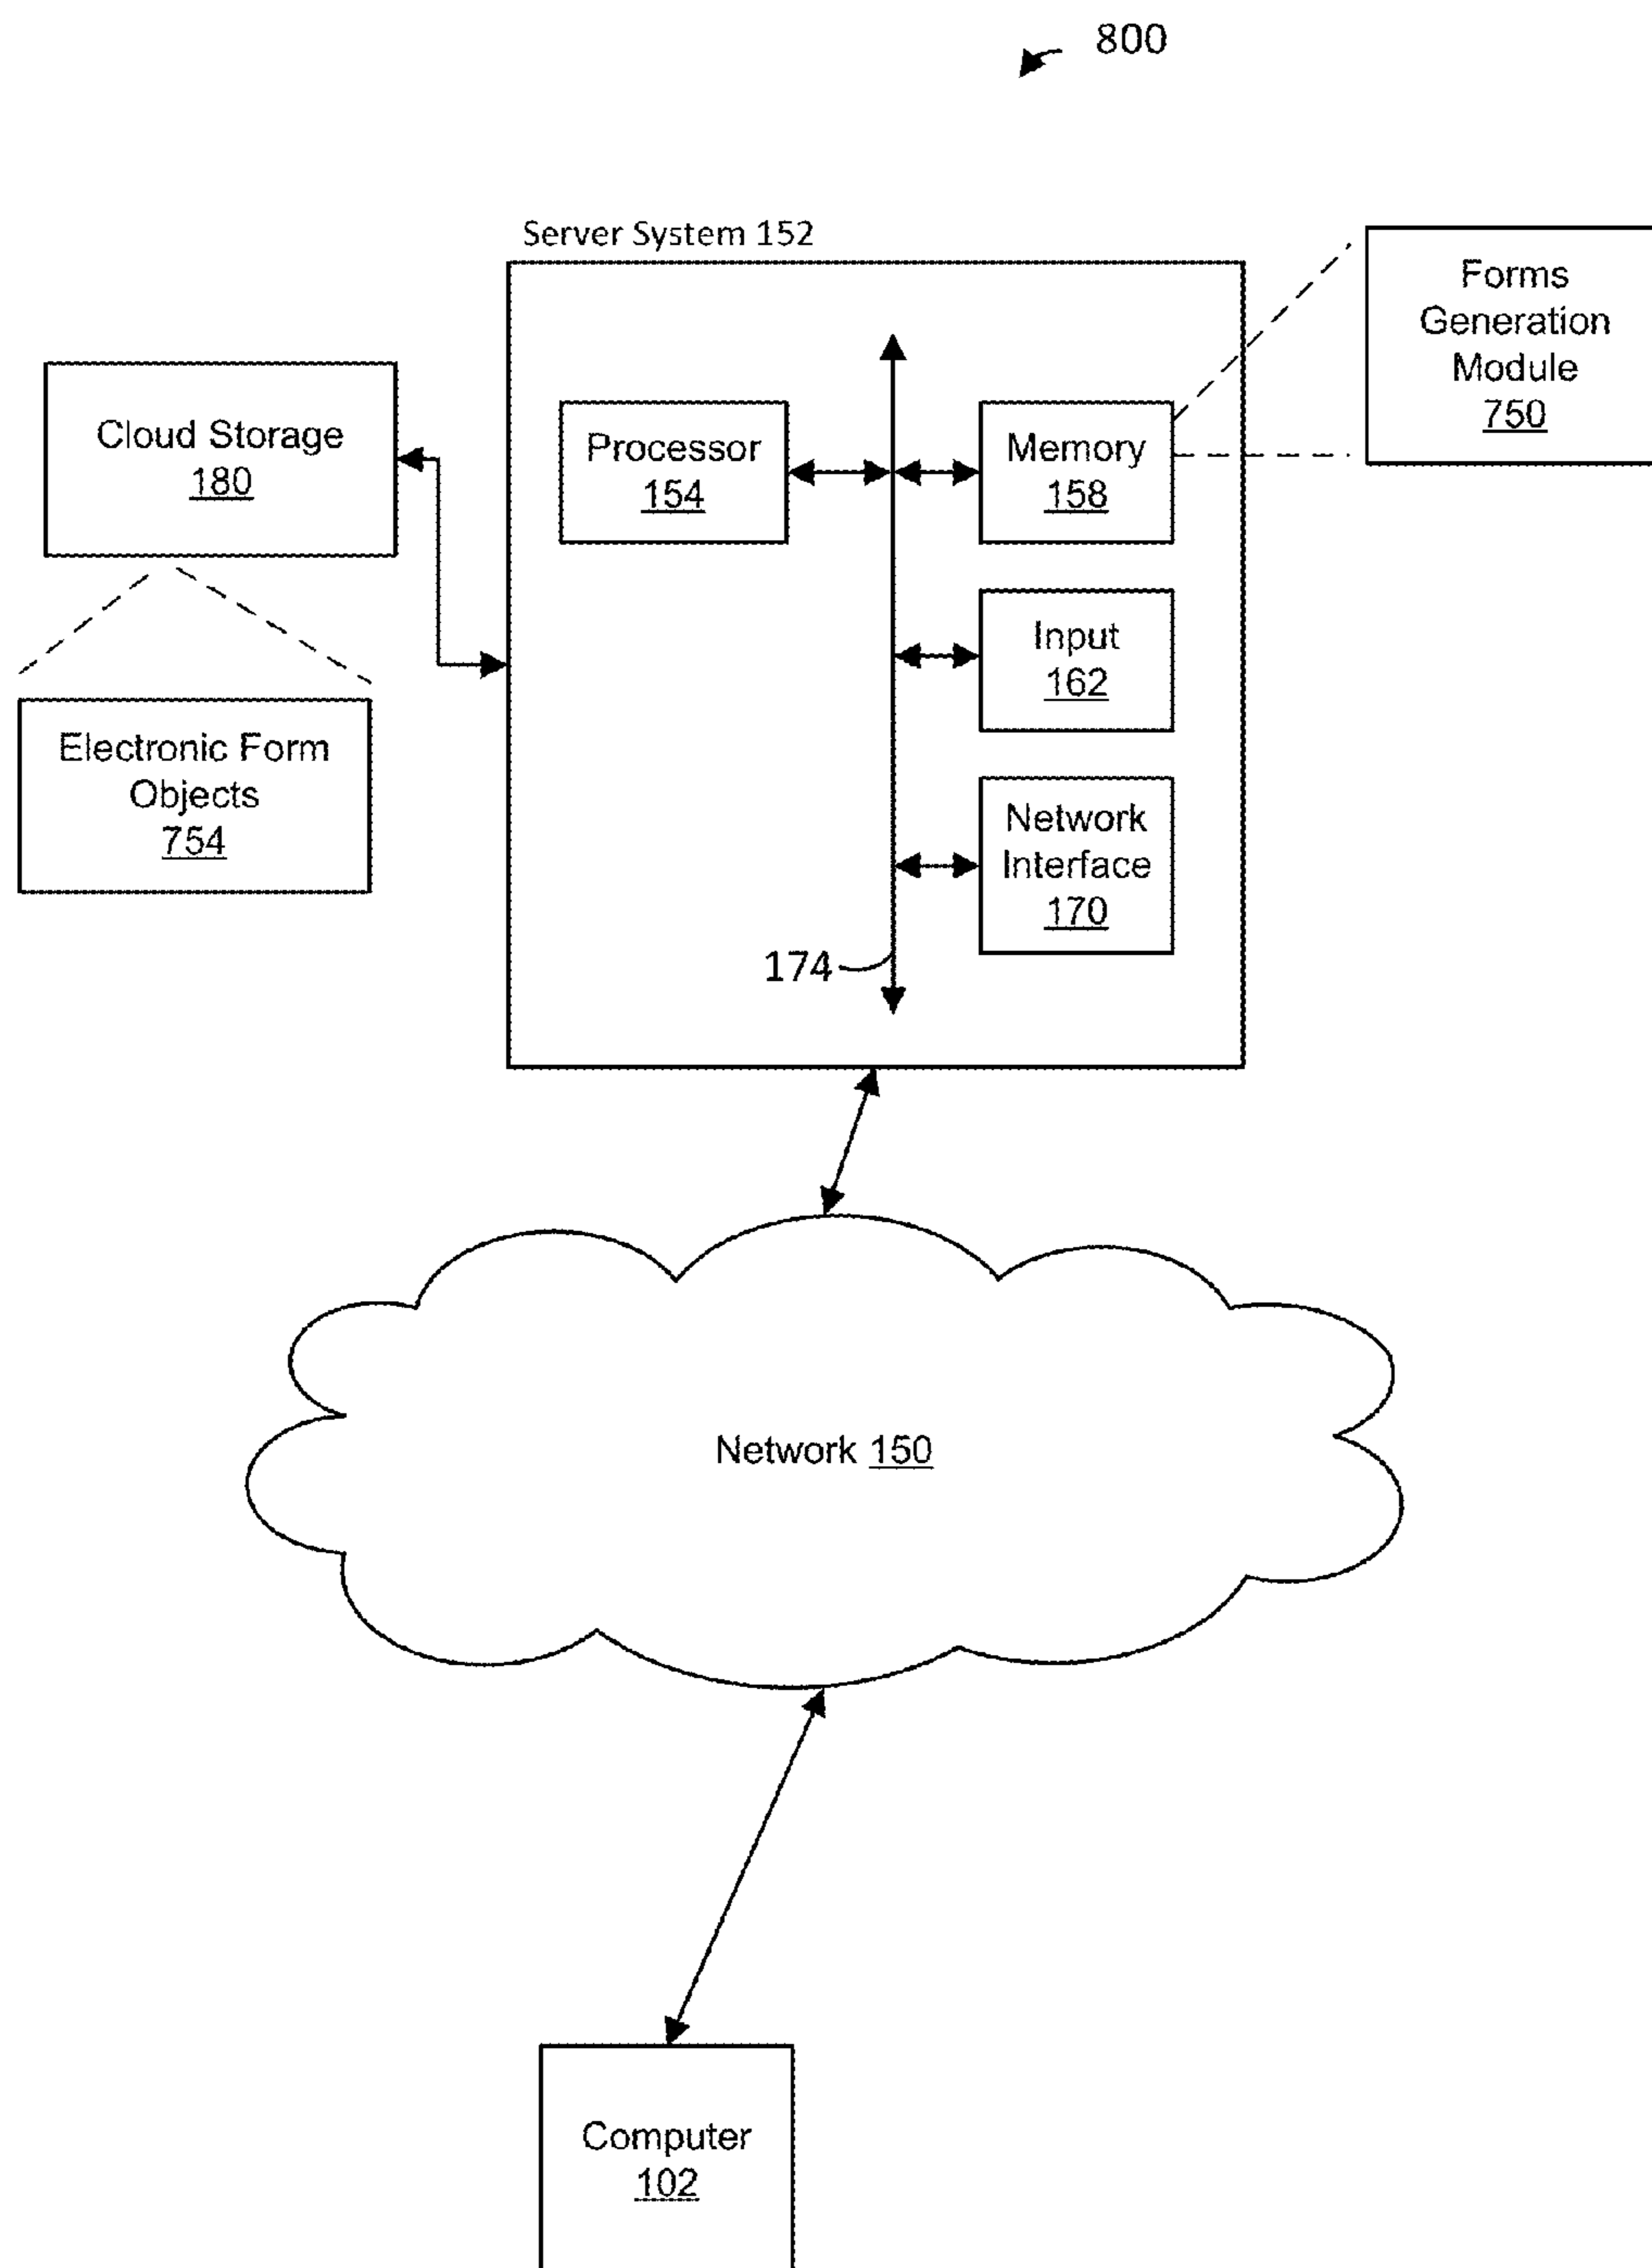 800
Server System 152
Forms
Generation
Module
750
Cloud Storage
180
Processor
154
Memory
158
Input
162
Electronic Form
Objects
754
Network
Interface
170
174
Network 150
Computer
102